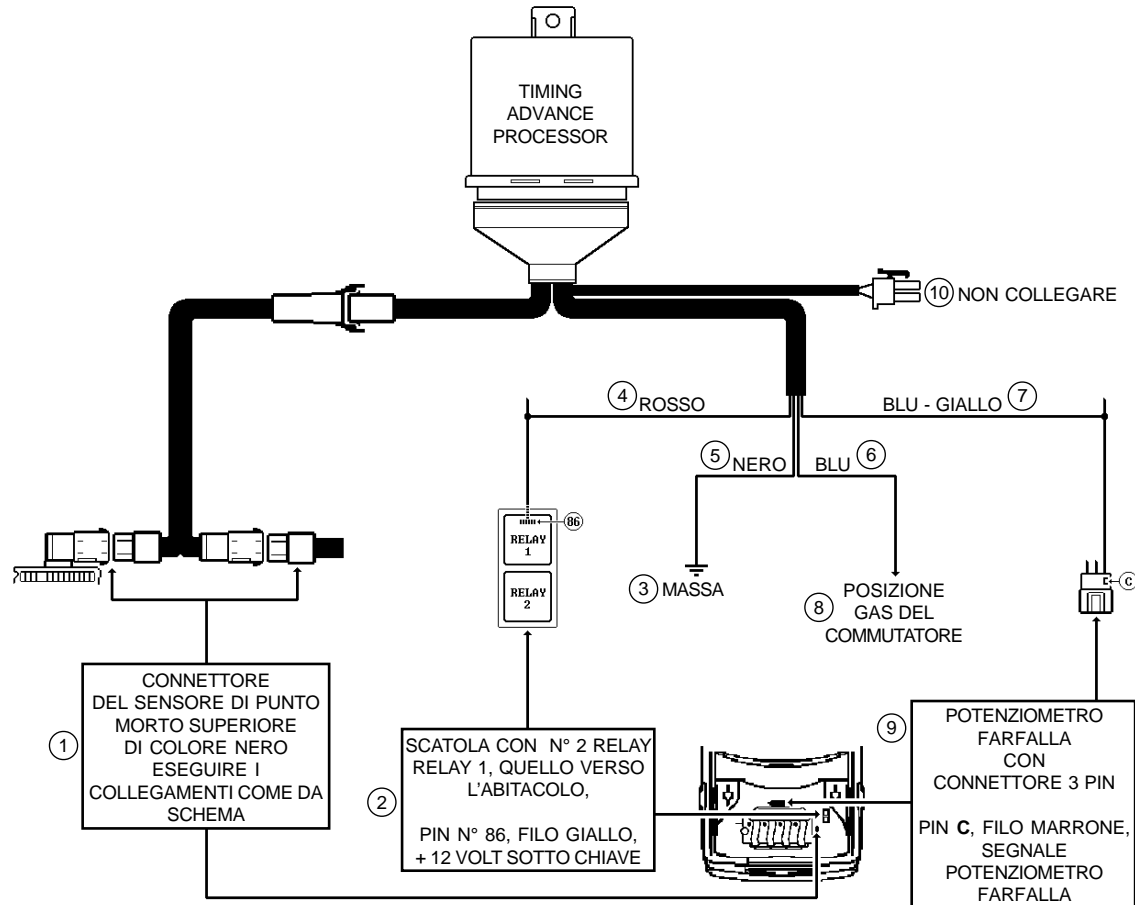 TIMING
ADVANCE
PROCESSOR
10 NON COLLEGARE
4 ROSSO
BLU - GIALLO 7
5 NERO
BLU 6
86
RELAY
1
RELAY
2
3 MASSA
8 POSIZIONE
GAS DEL
COMMUTATORE
C
1
CONNETTORE
DEL SENSORE DI PUNTO
MORTO SUPERIORE
DI COLORE NERO
ESEGUIRE I
COLLEGAMENTI COME DA
SCHEMA
2
SCATOLA CON N° 2 RELAY
RELAY 1, QUELLO VERSO
L'ABITACOLO,
PIN N° 86, FILO GIALLO,
+ 12 VOLT SOTTO CHIAVE
9
POTENZIOMETRO
FARFALLA
CON
CONNETTORE 3 PIN
PIN C, FILO MARRONE,
SEGNALE
POTENZIOMETRO
FARFALLA